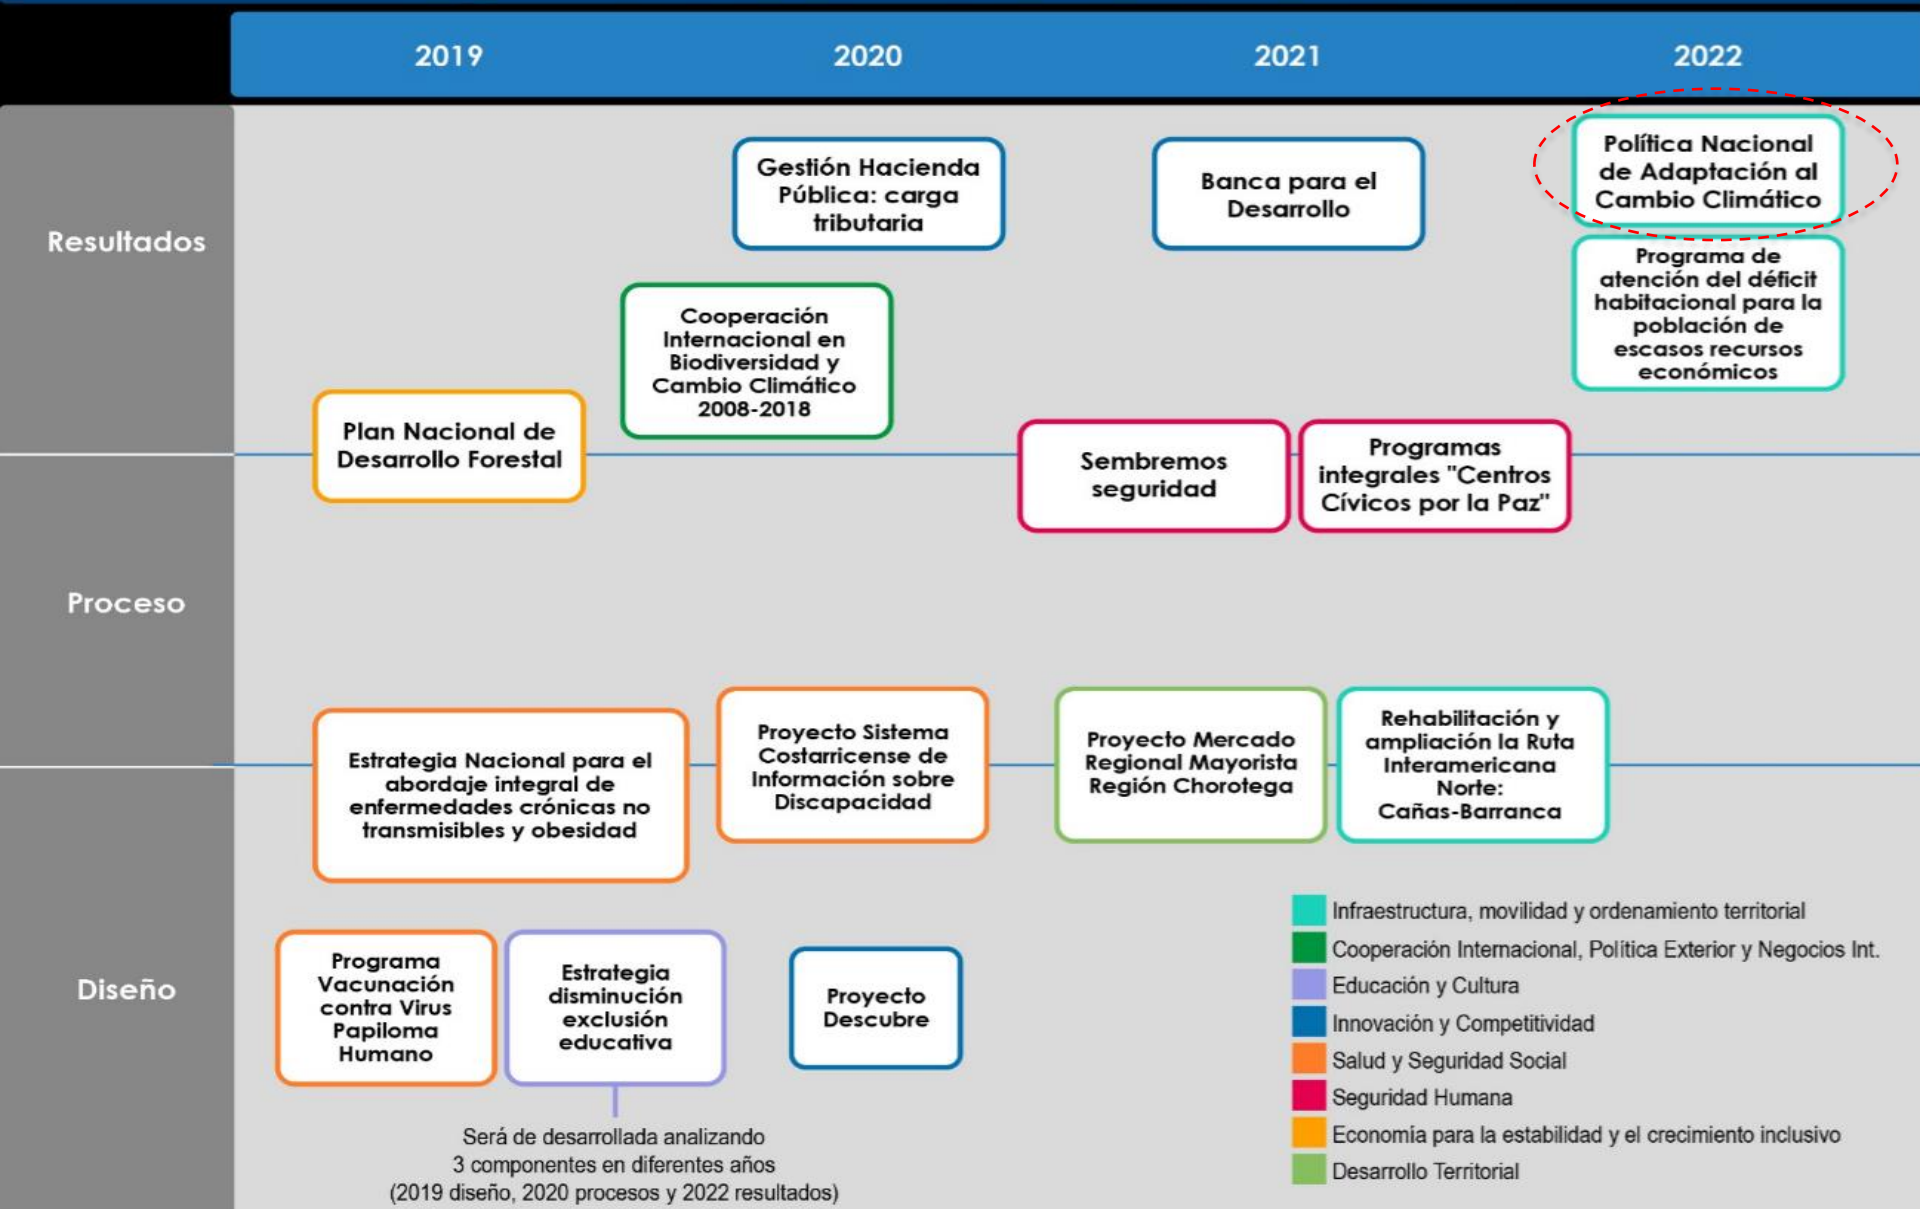 2019
2020
2021
2022
Resultados
Gestión Hacienda
Pública: carga
tributaria
Banca para el
Desarrollo
Política Nacional
de Adaptación al
Cambio Climático
Programa de
atención del déficit
habitacional para la
población de
escasos recursos
económicos
Cooperación
Internacional en
Biodiversidad y
Cambio Climático
2008-2018
Plan Nacional de
Desarrollo Forestal
Sembremos
seguridad
Programas
integrales "Centros
Cívicos por la Paz"
Proceso
Estrategia Nacional para el
abordaje integral de
enfermedades crónicas no
transmisibles y obesidad
Proyecto Sistema
Costarricense de
Información sobre
Discapacidad
Proyecto Mercado
Regional Mayorista
Región Chorotega
Rehabilitación y
ampliación la Ruta
Interamericana
Norte:
Cañas-Barranca
Diseño
Programa
Vacunación
contra Virus
Papiloma
Humano
Estrategia
disminución
exclusión
educativa
Proyecto
Descubre
Será de desarrollada analizando
3 componentes en diferentes años
(2019 diseño, 2020 procesos y 2022 resultados)
Infraestructura, movilidad y ordenamiento territorial
Cooperación Internacional, Política Exterior y Negocios Int.
Educación y Cultura
Innovación y Competitividad
Salud y Seguridad Social
Seguridad Humana
Economía para la estabilidad y el crecimiento inclusivo
Desarrollo Territorial